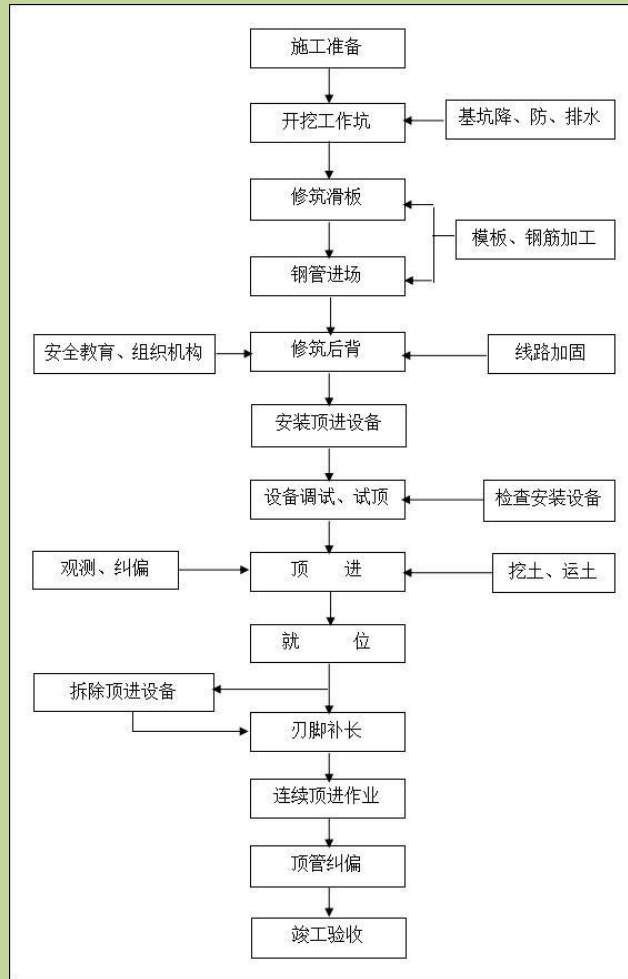 施工准备
开挖工作坑
基坑降、防、排水
修筑滑板
模板、钢筋加工
钢管进场
安全教育、组织机构
修筑后背
线路加固
安装顶进设备
设备调试、试顶
检查安装设备
观测、纠偏
顶 进
挖土、运土
就 位
拆除顶进设备
刃脚补长
连续顶进作业
顶管纠偏
竣工验收